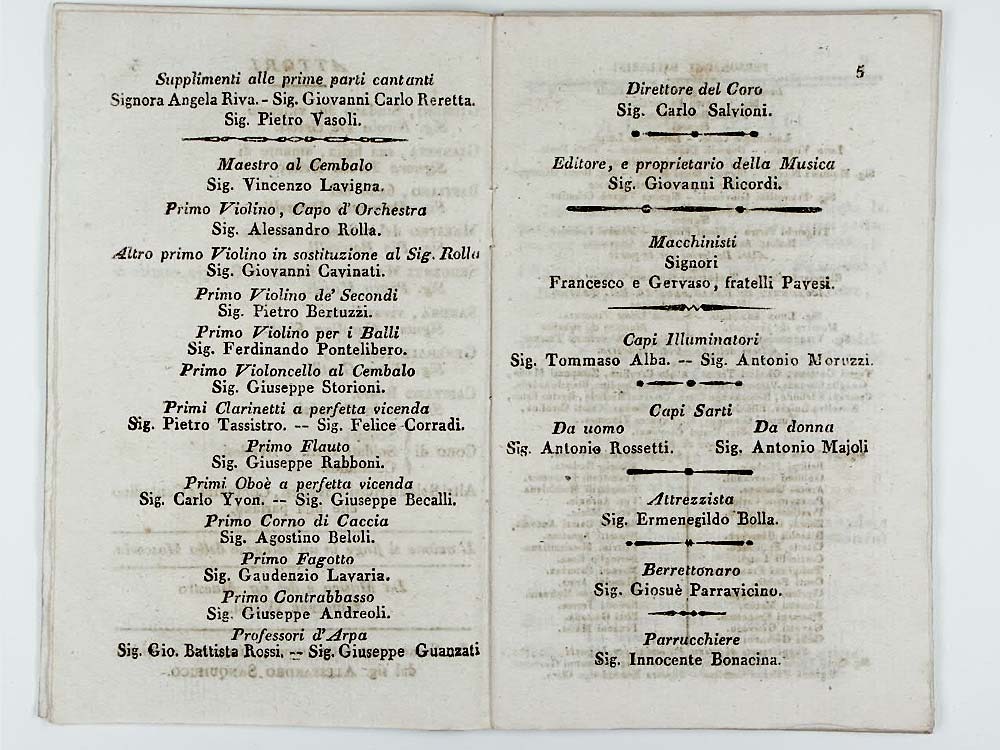 Supplimenti alle prime parti cantanti
Signora Angela Riva. - Sig. Giovanni Carlo Beretta.
Sig. Pietro Vasoli.
Maestro al Cembalo
Sig. Vincenzo Lavigna.
Primo Violino, Capo d'Orchestra
Sig. Alessandro Rolla.
Altro primo Violino in sostituzione al Sig. Rolla
Sig. Giovanni Cavinati.
Primo Violino de' Secondi
Sig. Pietro Bertuzzi.
Primo Violino per i Balli
Sig. Ferdinando Pontelibero.
Primo Violoncello al Cembalo
Sig. Giuseppe Storioni.
Primi Clarinetti a perfetta vicenda
Sig. Pietro Tassistro. -- Sig. Felice Corradi.
Primo Flauto
Sig. Giuseppe Rabboni.
Primi Oboè a perfetta vicenda
Sig. Carlo Yvon. -- Sig. Giuseppe Becalli.
Primo Corno di Caccia
Sig. Agostino Beloli.
Primo Fagotto
Sig. Gaudenzio Lavaria.
Primo Contrabbasso
Sig. Giuseppe Andreoli.
Professori d'Arpa
Sig. Gio. Battista Rossi. -- Sig. Giuseppe Guanzati
5
Direttore del Coro
Sig. Carlo Salvioni.
Editore, e proprietario della Musica
Sig. Giovanni Ricordi.
Macchinisti
Signori
Francesco e Gervaso, fratelli Pavesi.
Capi Illuminatori
Sig. Tommaso Alba. -- Sig. Antonio Moruzzi.
Capi Sarti
Da uomo Da donna
Sig. Antonio Rossetti. Sig. Antonio Majoli
Attrezzista
Sig. Ermenegildo Bolla.
Berrettonaro
Sig. Giosuè Parravicino.
Parrucchiere
Sig. Innocente Bonacina.